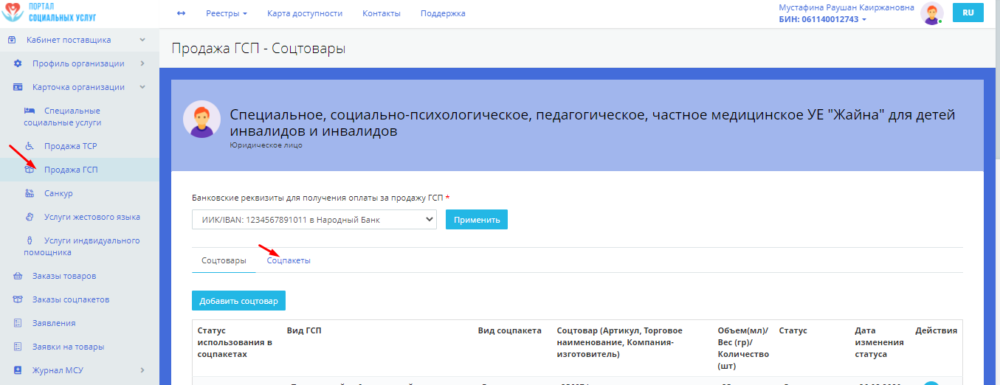 ПОРТАЛ
СОЦИАЛЬНЫХ УСЛУГ
Реестры
Карта доступности
Контакты
Поддержка
Мустафина Раушан Каиржановна
БИН: 061140012743
RU
Кабинет поставщика
Профиль организации
Карточка организации
Специальные
социальные услуги
Продажа ТСР
Продажа ГСП
Санкур
Услуги жестового языка
Услуги индвидуального
помощника
Заказы товаров
Заказы соцпакетов
Заявления
Заявки на товары
Журнал МСУ
Продажа ГСП - Соцтовары
Специальное, социально-психологическое, педагогическое, частное медицинское УЕ "Жайна" для детей
инвалидов и инвалидов
Юридическое лицо
Банковские реквизиты для получения оплаты за продажу ГСП *
ИИК/IBAN: 1234567891011 в Народный Банк
Применить
Соцтовары
Соцпакеты
Добавить соцтовар
Статус
использования в
соцпакетах
Вид ГСП
Вид соцпакета
Соцтовар (Артикул, Торговое
наименование, Компания-
изготовитель)
Объем(мл)/
Вес (гр)/
Количество
(шт)
Статус
Дата
изменения
статуса
Действия